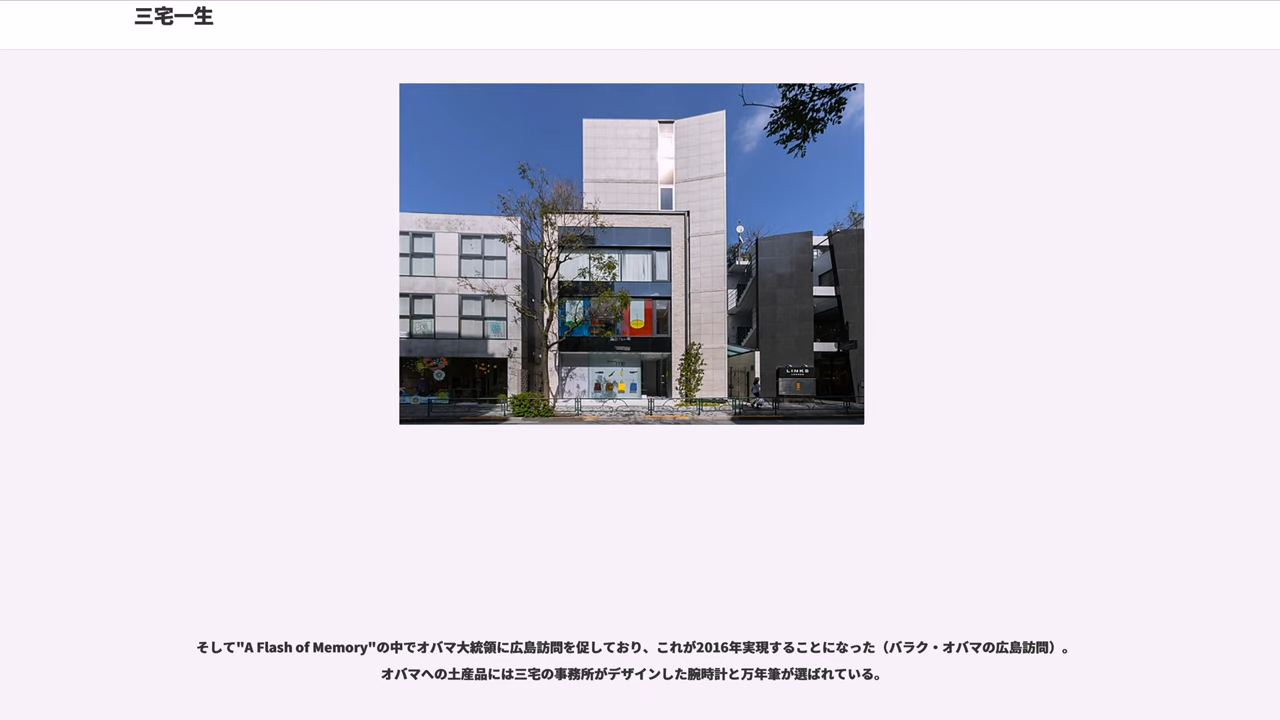 三宅一生
LINKS
そして"A Flash of Memory"の中でオバマ大統領に広島訪問を促しており、これが2016年実現することになった（バラク・オバマの広島訪問）。
オバマへの土産品には三宅の事務所がデザインした腕時計と万年筆が選ばれている。